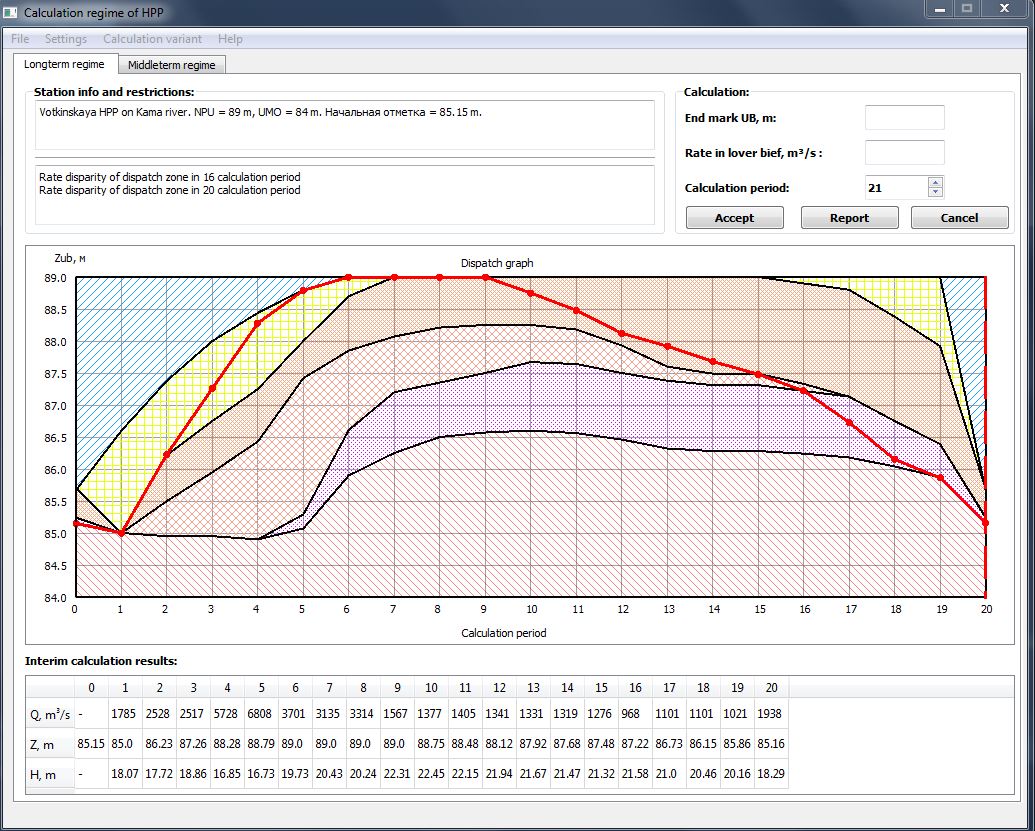 Calculation regime of HPP
File Settings Calculation variant Help
Longterm regime Middleterm regime
Station info and restrictions:
Votkinskaya HPP on Kama river. NPU = 89 m, UMO = 84 m. Начальная отметка = 85.15 m.
Rate disparity of dispatch zone in 16 calculation period
Rate disparity of dispatch zone in 20 calculation period
Calculation:
End mark UB, m:
Rate in lover bief, m³/s :
Calculation period: 21
Accept Report Cancel
Zub, м
Dispatch graph
89.0
88.5
88.0
87.5
87.0
86.5
86.0
85.5
85.0
84.5
84.0
0 1 2 3 4 5 6 7 8 9 10 11 12 13 14 15 16 17 18 19 20
Calculation period
Interim calculation results:
0 1 2 3 4 5 6 7 8 9 10 11 12 13 14 15 16 17 18 19 20
Q, m³/s - 1785 2528 2517 5728 6808 3701 3135 3314 1567 1377 1405 1341 1331 1319 1276 968 1101 1101 1021 1938
Z, m 85.15 85.0 86.23 87.26 88.28 88.79 89.0 89.0 89.0 89.0 88.75 88.48 88.12 87.92 87.68 87.48 87.22 86.73 86.15 85.86 85.16
H, m - 18.07 17.72 18.86 16.85 16.73 19.73 20.43 20.24 22.31 22.45 22.15 21.94 21.67 21.47 21.32 21.58 21.0 20.46 20.16 18.29